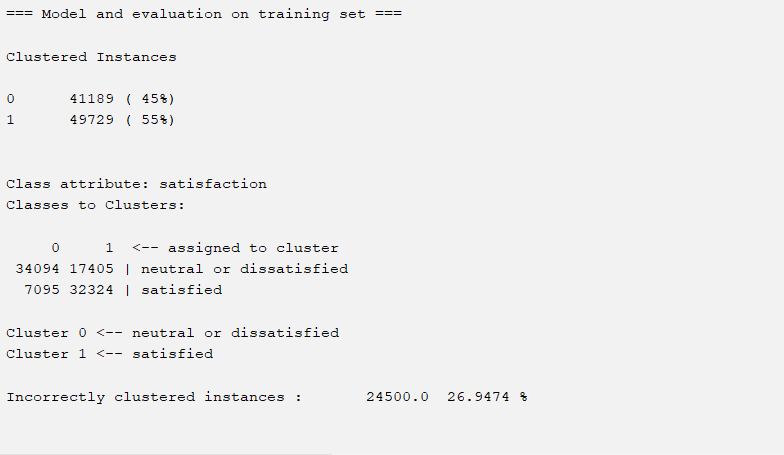 === Model and evaluation on training set ===
Clustered Instances
0       41189 ( 45%)
1       49729 ( 55%)
Class attribute: satisfaction
Classes to Clusters:
     0     1  <-- assigned to cluster
 34094 17405 | neutral or dissatisfied
  7095 32324 | satisfied
Cluster 0 <-- neutral or dissatisfied
Cluster 1 <-- satisfied
Incorrectly clustered instances :       24500.0  26.9474 %